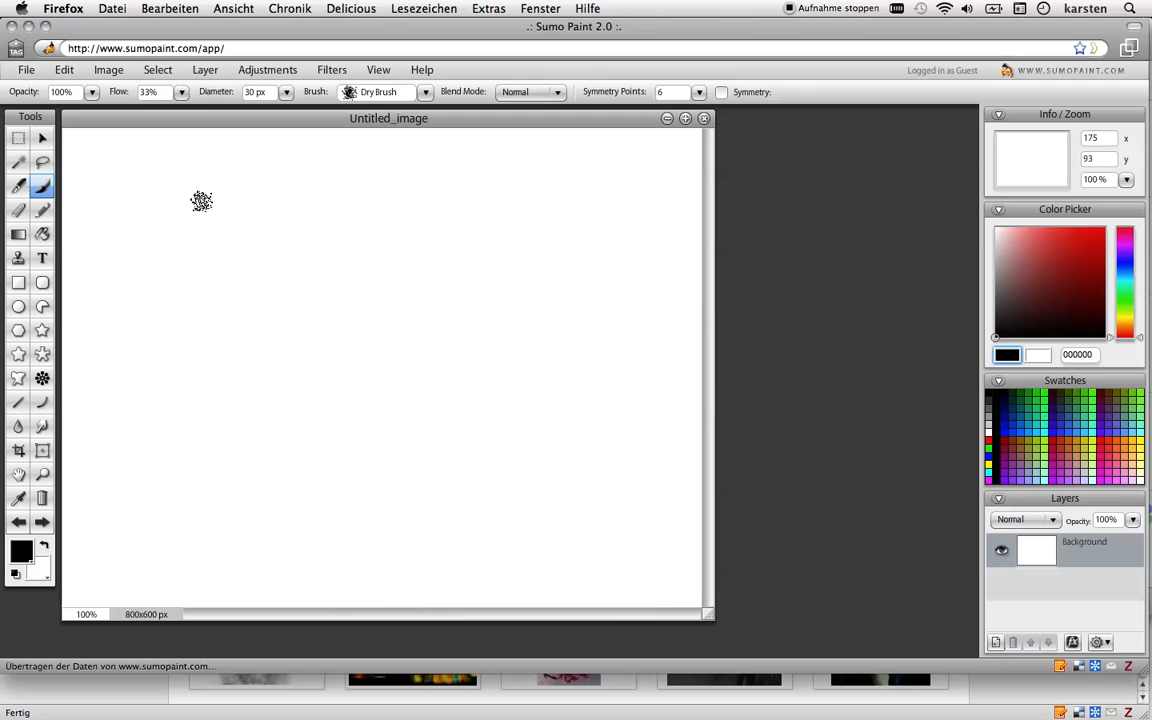 Firefox Datei Bearbeiten Ansicht Chronik Delicious Lesezeichen Extras Fenster Hilfe Aufnahme stoppen karsten
.: Sumo Paint 2.0 :.
TAG http://www.sumopaint.com/app/
File Edit Image Select Layer Adjustments Filters View Help Logged in as Guest WWW.SUMOPAINT.COM
Opacity: 100% Flow: 33% Diameter: 30 px Brush: Dry Brush Blend Mode: Normal Symmetry Points: 6 Symmetry:
Tools
Untitled_image
Info / Zoom
175 x
93 y
100 %
Color Picker
000000
Swatches
Layers
Normal Opacity: 100%
Background
T
100% 800x600 px
Übertragen der Daten von www.sumopaint.com...
Z
Fertig
Z